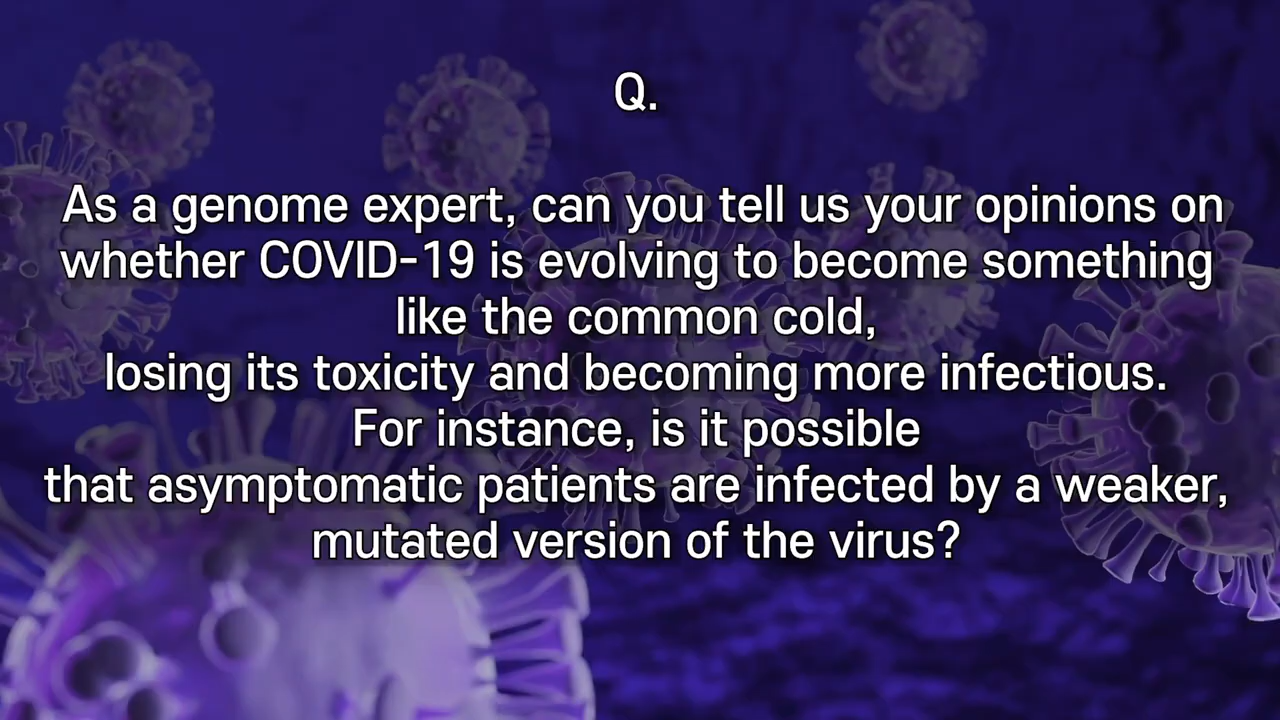 Q.
As a genome expert, can you tell us your opinions on
whether COVID-19 is evolving to become something
like the common cold,
losing its toxicity and becoming more infectious.
For instance, is it possible
that asymptomatic patients are infected by a weaker,
mutated version of the virus?